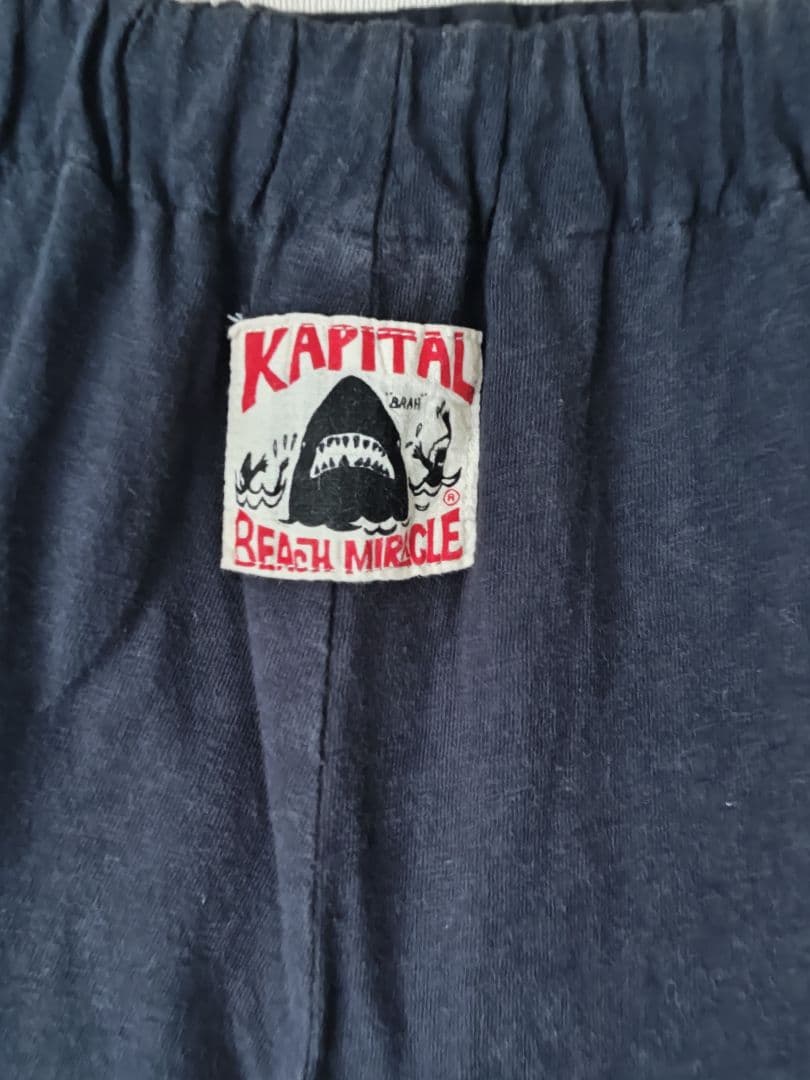 KAPITAL
"BAAH"
®
BEACH MIRACLE